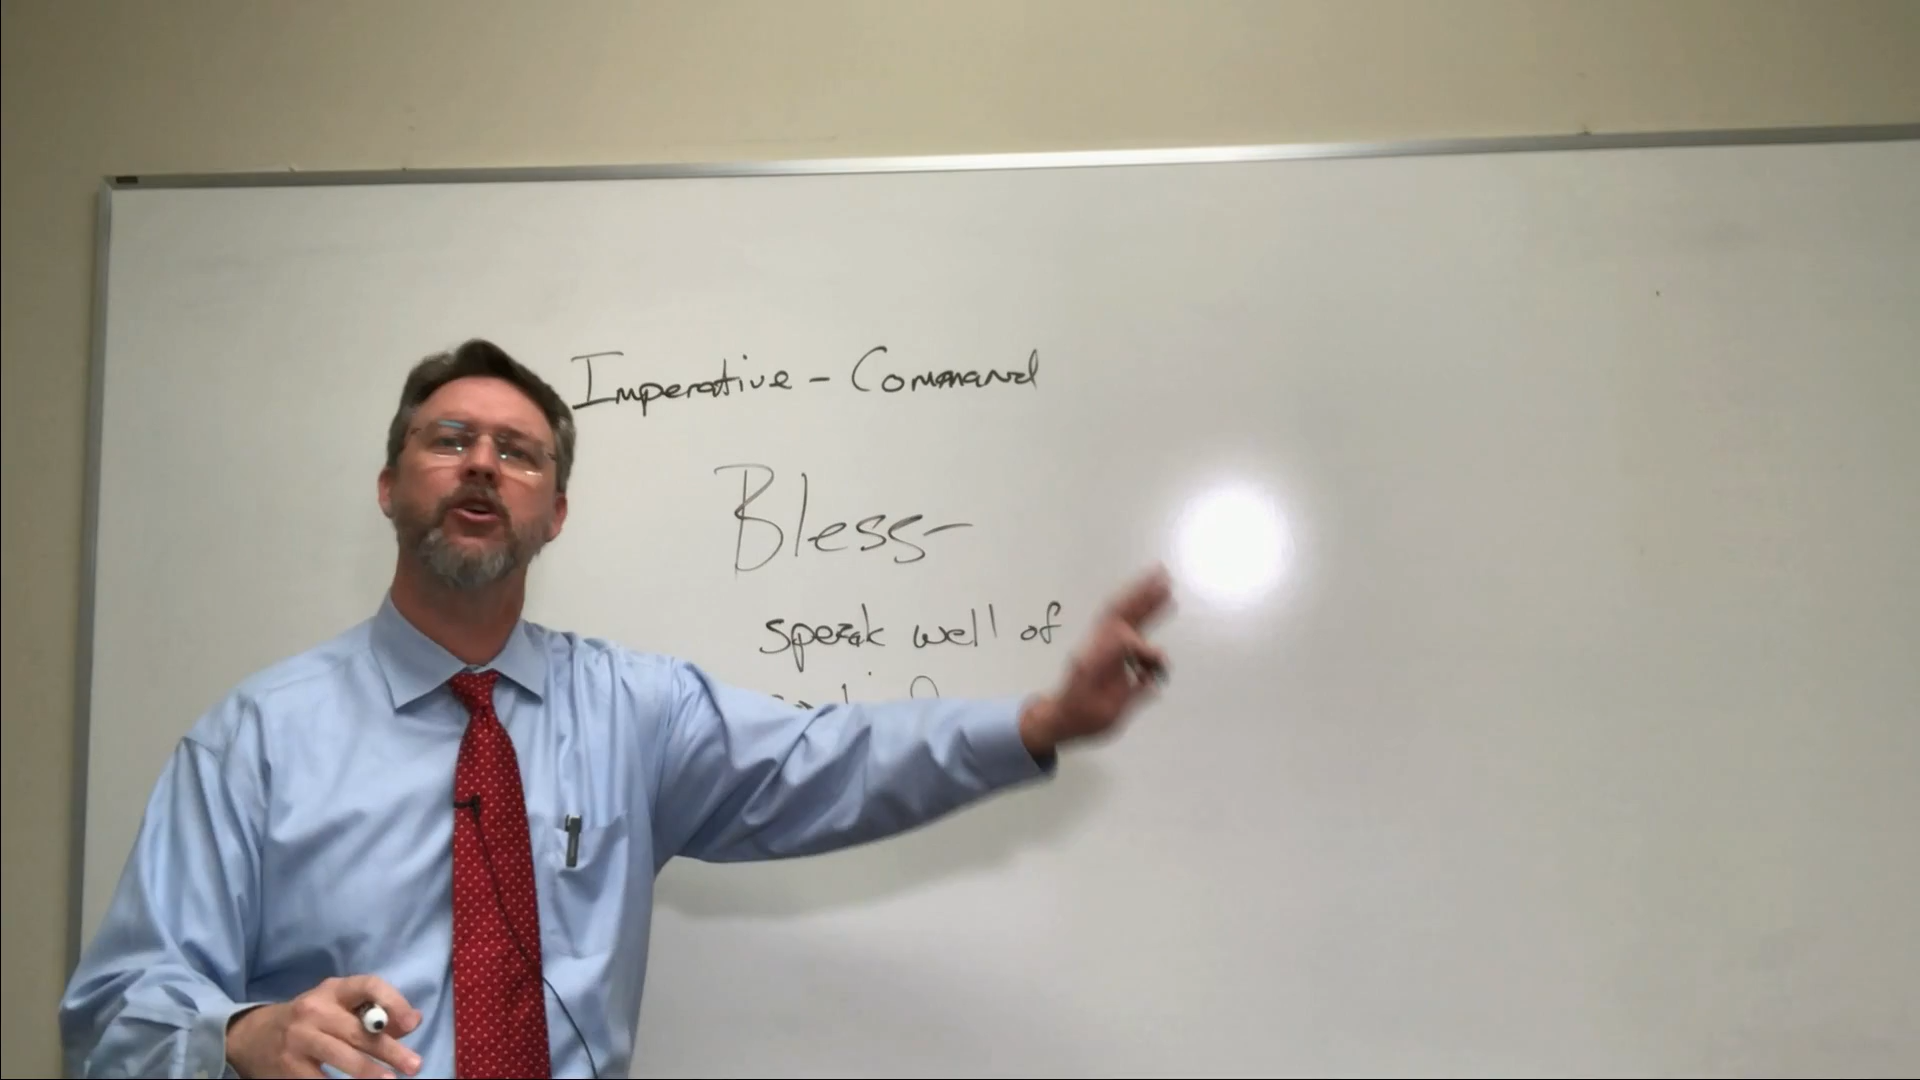 Imperative - Command
Bless-
speak well of